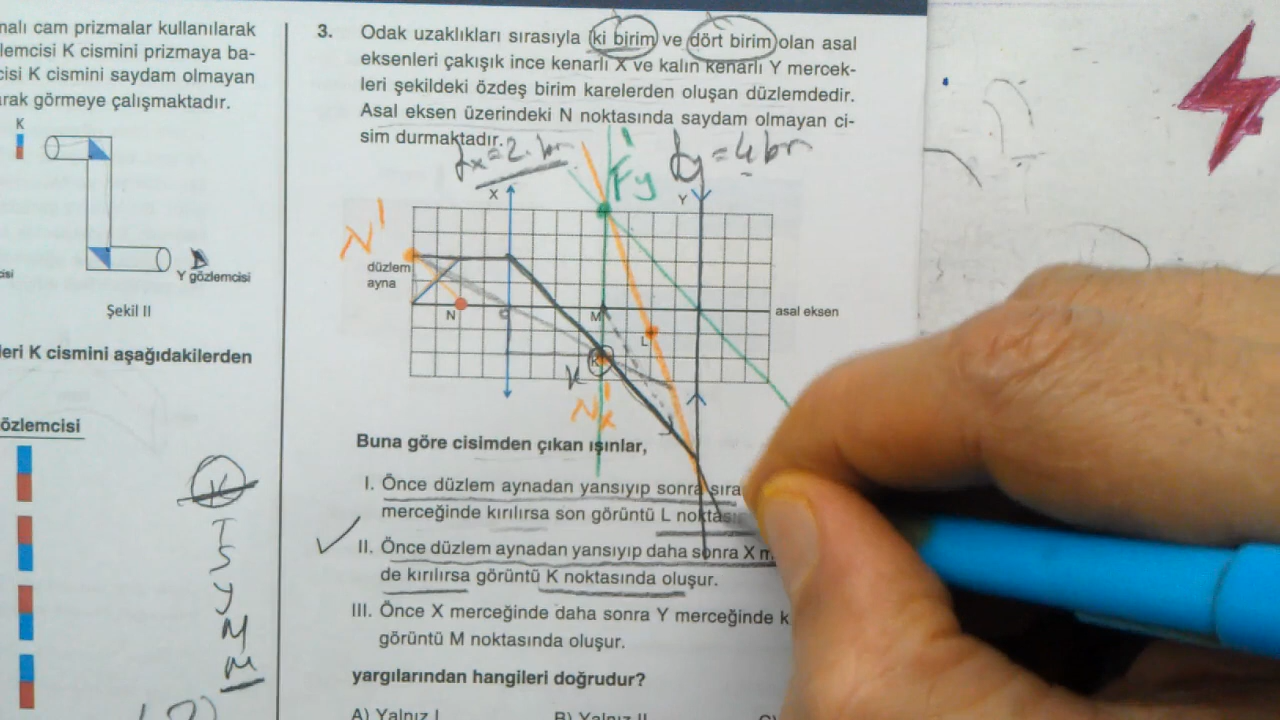 nalı cam prizmalar kullanılarak
lemcisi K cismini prizmaya ba-
cisi K cismini saydam olmayan
arak görmeye çalışmaktadır.
K
Y gözlemcisi
Şekil II
leri K cismini aşağıdakilerden
özlemcisi
K
M
M
3. Odak uzaklıkları sırasıyla iki birim ve dört birim olan asal
eksenleri çakışık ince kenarlı X ve kalın kenarlı Y mercek-
leri şekildeki özdeş birim karelerden oluşan düzlemdedir.
Asal eksen üzerindeki N noktasında saydam olmayan ci-
sim durmaktadır.
fx=2.br
fy=4br
Fy
X
Y
N'
düzlem
ayna
N
M
L
K
K
asal eksen
Nx'
Buna göre cisimden çıkan ışınlar,
I. Önce düzlem aynadan yansıyıp sonra sıra
merceğinde kırılırsa son görüntü L noktas
II. Önce düzlem aynadan yansıyıp daha sonra X m
de kırılırsa görüntü K noktasında oluşur.
III. Önce X merceğinde daha sonra Y merceğinde k
görüntü M noktasında oluşur.
yargılarından hangileri doğrudur?
A) Yalnız I
B) Yalnız II